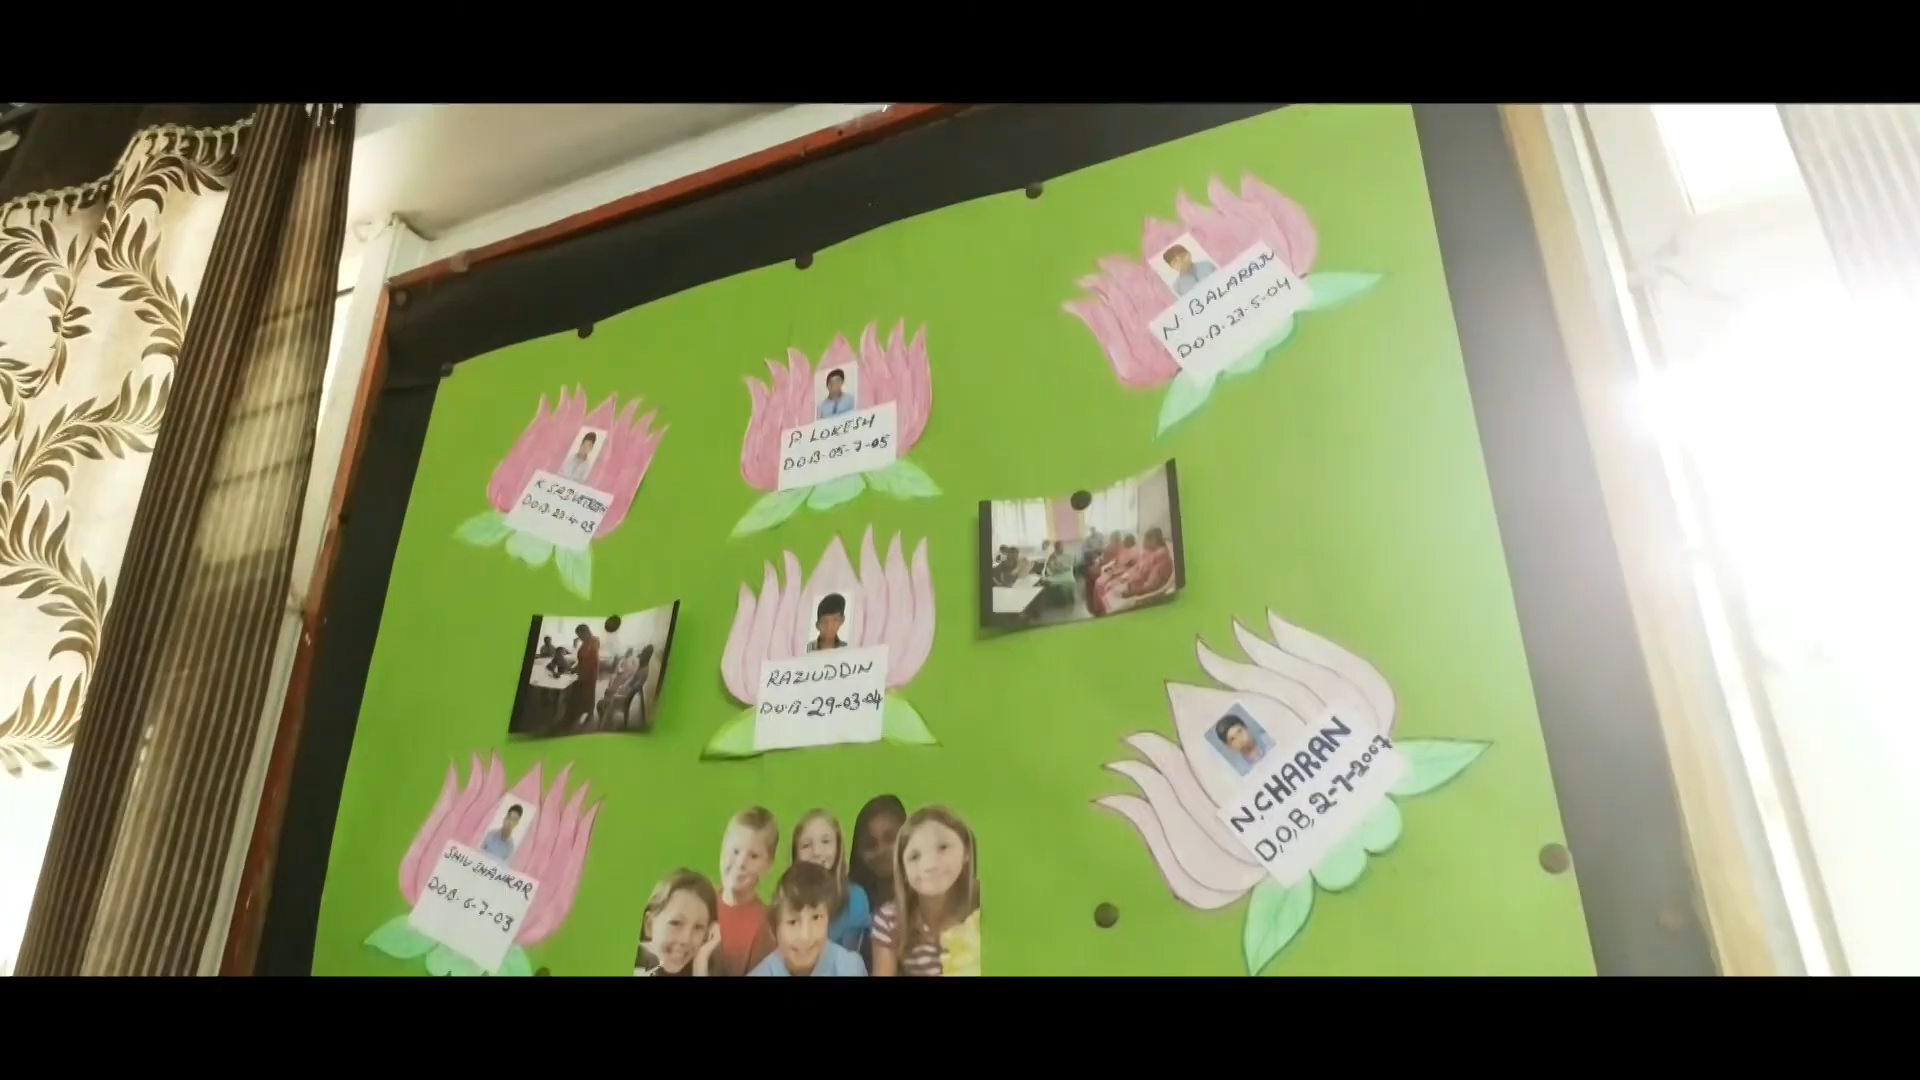 N. BALARAJU
D.O.B-27-5-04
P. LOKESH
D.O.B-05-7-05
K.
D.O.B-27-4-03
RAZIUDDIN
D.O.B-29-03-04
N.CHARAN
D,O,B,2-7-2007
SHIV SHANKAR
D.O.B-6-7-03